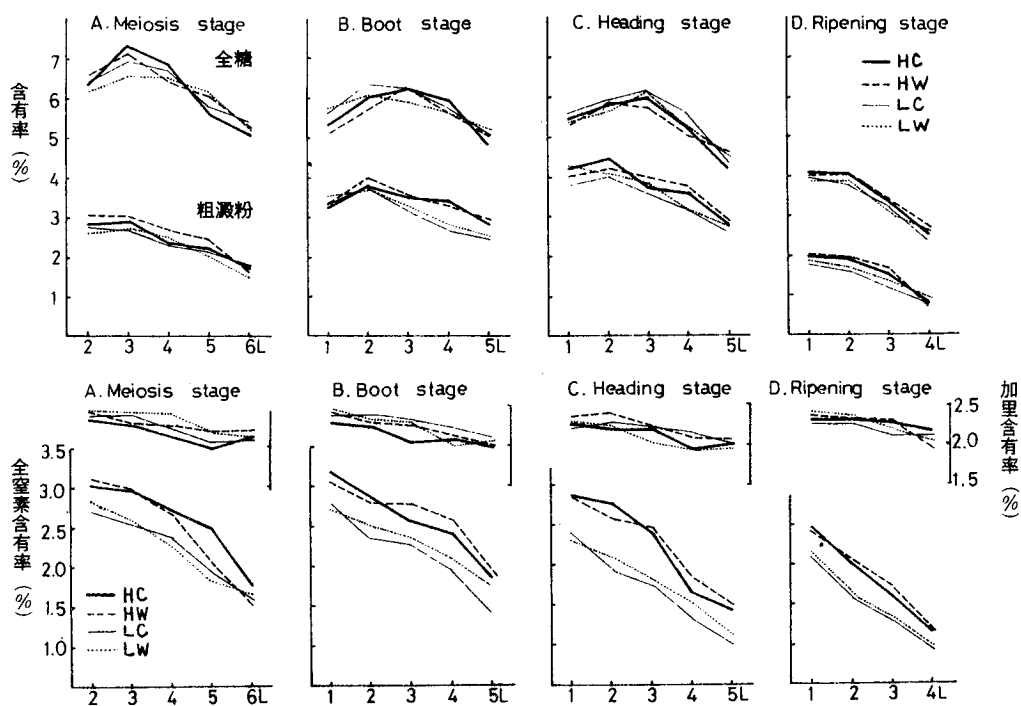 A. Meiosis stage
B. Boot stage
C. Heading stage
D. Ripening stage
全糖
粗澱粉
含有率 (%)
7
6
5
4
3
2
1
HC
HW
LC
LW
2 3 4 5 6L
1 2 3 4 5L
1 2 3 4 5L
1 2 3 4L
A. Meiosis stage
B. Boot stage
C. Heading stage
D. Ripening stage
全窒素含有率 (%)
3.5
3.0
2.5
2.0
1.5
1.0
HC
HW
LC
LW
加里含有率 (%)
2.5
2.0
1.5
2 3 4 5 6L
1 2 3 4 5L
1 2 3 4 5L
1 2 3 4L